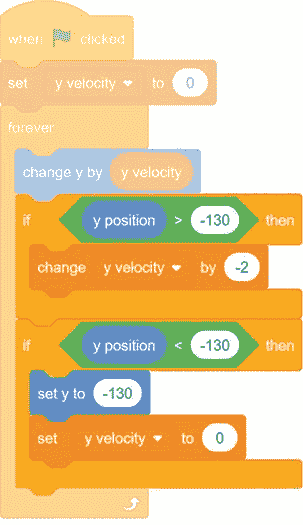 when clicked
set y velocity to 0
forever
change y by y velocity
if y position > -130 then
change y velocity by -2
if y position < -130 then
set y to -130
set y velocity to 0